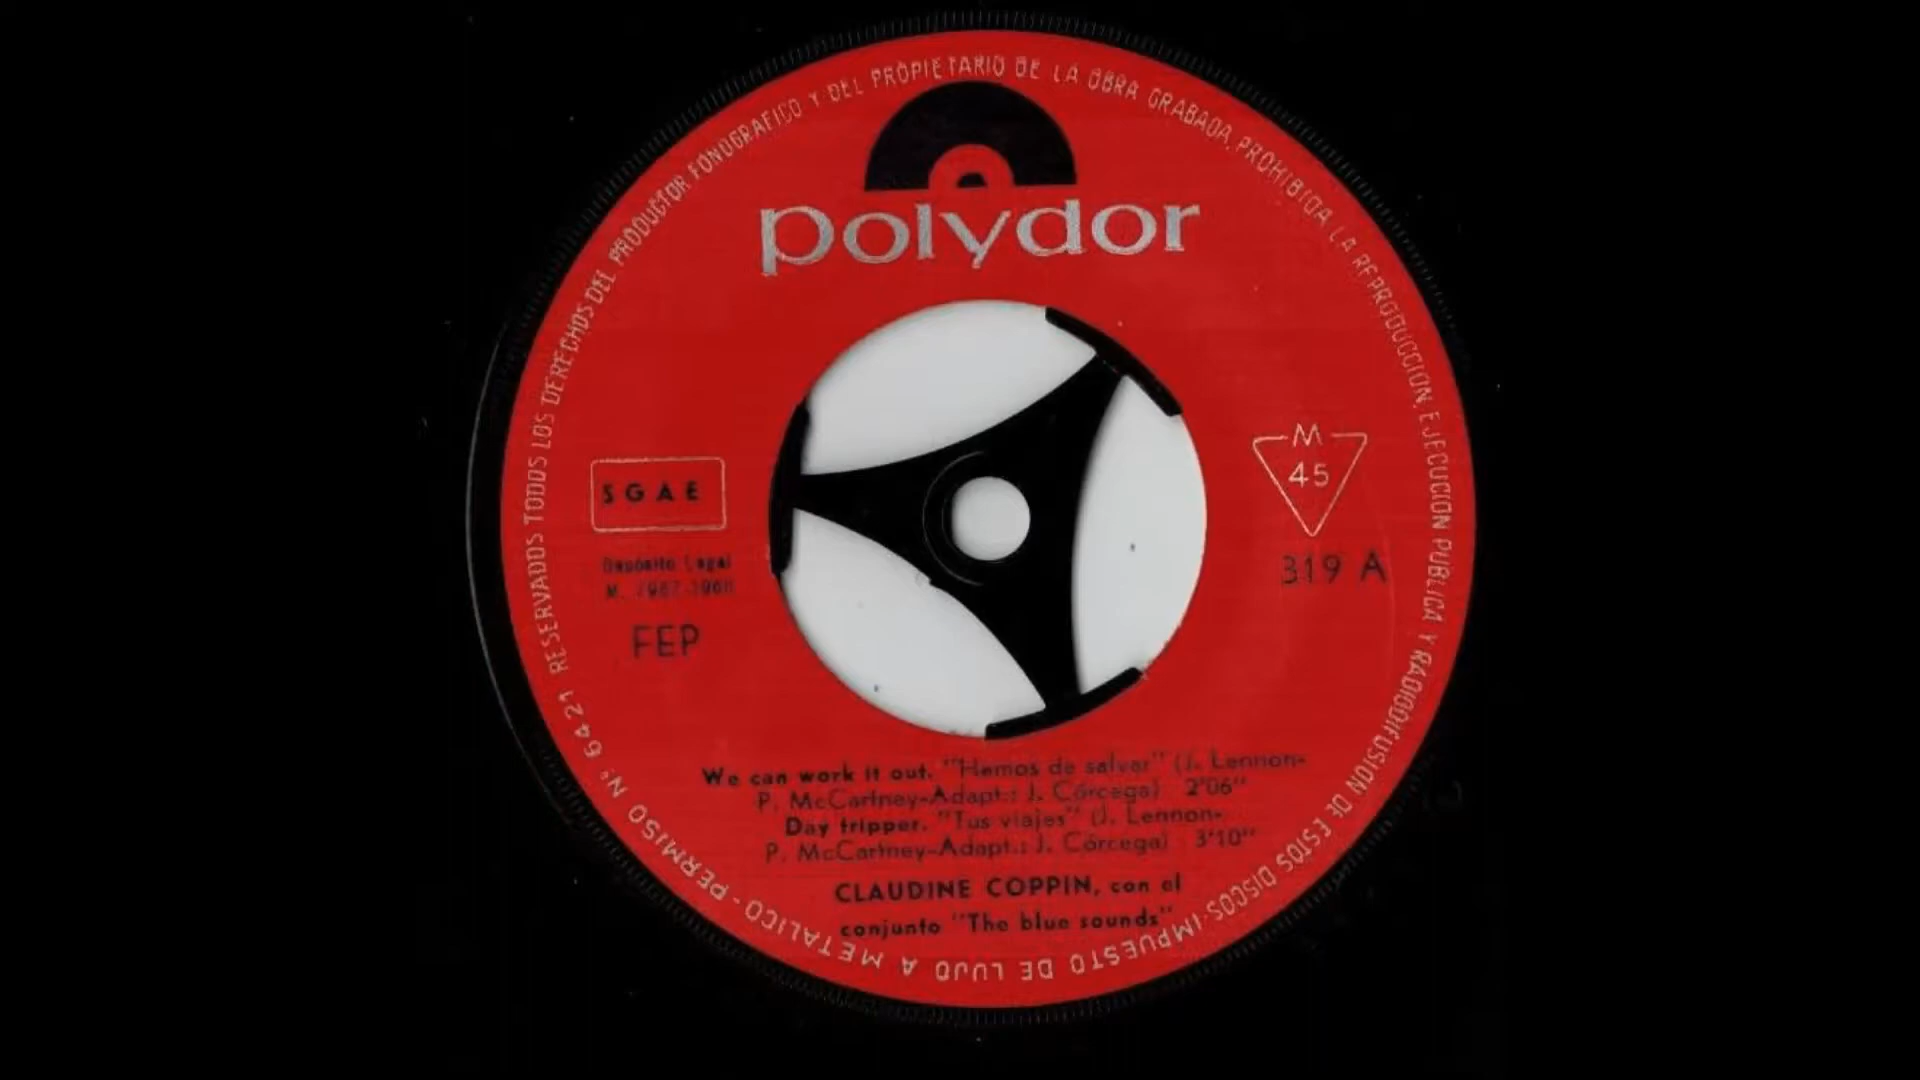 RESERVADOS TODOS LOS DERECHOS DEL PRODUCTOR FONOGRAFICO Y DEL PROPIETARIO DE LA OBRA GRABADA, PROHIBIDA LA REPRODUCCION, EJECUCION PUBLICA Y RADIODIFUSION DE ESTOS DISCOS-IMPUESTO DE LUJO A METALICO-PERMISO Nº 6421
polydor
SGAE
M
45
Depósito Legal
M.
319 A
FEP
We can work it out. "Hemos de salvar" (J. Lennon-
P. McCartney-Adapt.: J. Córcega) 2'06"
Day tripper. "Tus viajes" (J. Lennon-
P. McCartney-Adapt.: J. Córcega) 3'10"
CLAUDINE COPPIN, con el
conjunto "The blue sounds"